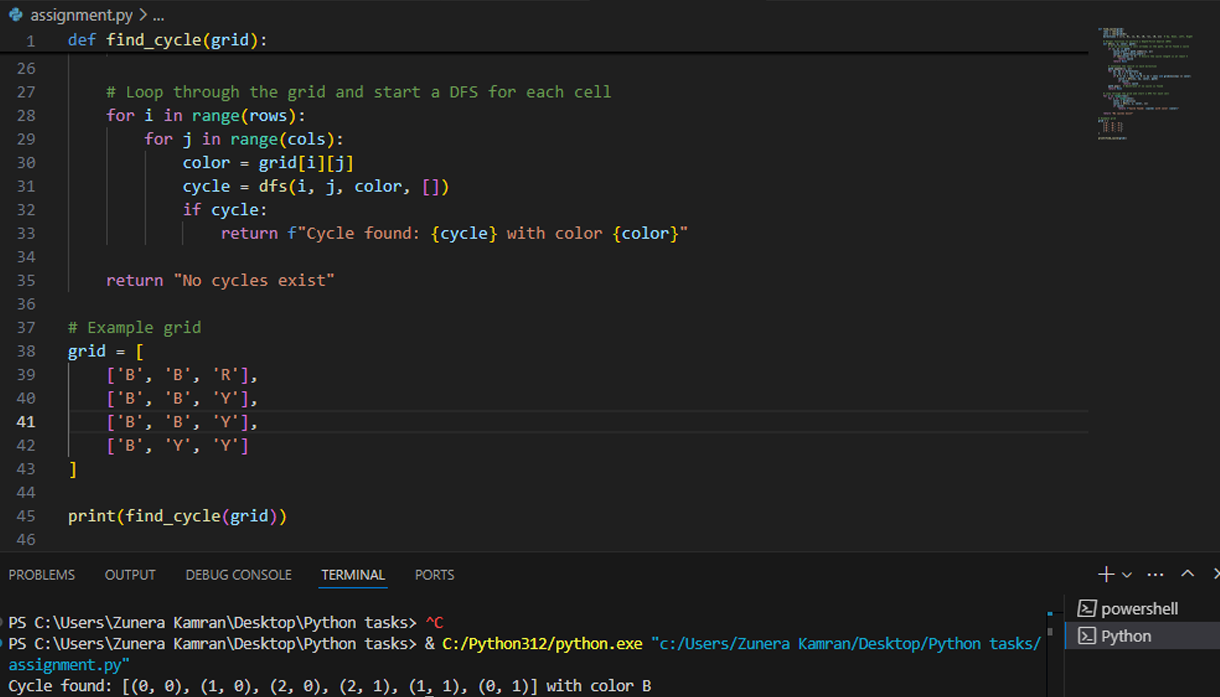 assignment.py > ...
1 def find_cycle(grid):
26
27 # Loop through the grid and start a DFS for each cell
28 for i in range(rows):
29 for j in range(cols):
30 color = grid[i][j]
31 cycle = dfs(i, j, color, [])
32 if cycle:
33 return f"Cycle found: {cycle} with color {color}"
34
35 return "No cycles exist"
36
37 # Example grid
38 grid = [
39 ['B', 'B', 'R'],
40 ['B', 'B', 'Y'],
41 ['B', 'B', 'Y'],
42 ['B', 'Y', 'Y']
43 ]
44
45 print(find_cycle(grid))
46
PROBLEMS OUTPUT DEBUG CONSOLE TERMINAL PORTS
powershell
Python
PS C:\Users\Zunera Kamran\Desktop\Python tasks> ^C
PS C:\Users\Zunera Kamran\Desktop\Python tasks> & C:/Python312/python.exe "c:/Users/Zunera Kamran/Desktop/Python tasks/
assignment.py"
Cycle found: [(0, 0), (1, 0), (2, 0), (2, 1), (1, 1), (0, 1)] with color B